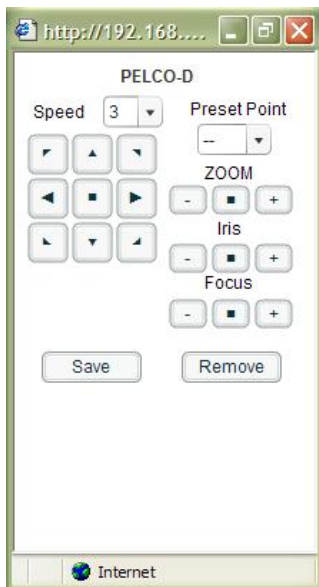 http://192.168....
PELCO-D
Speed 3
Preset Point
--
ZOOM
- +
Iris
- +
Focus
- +
Save Remove
Internet